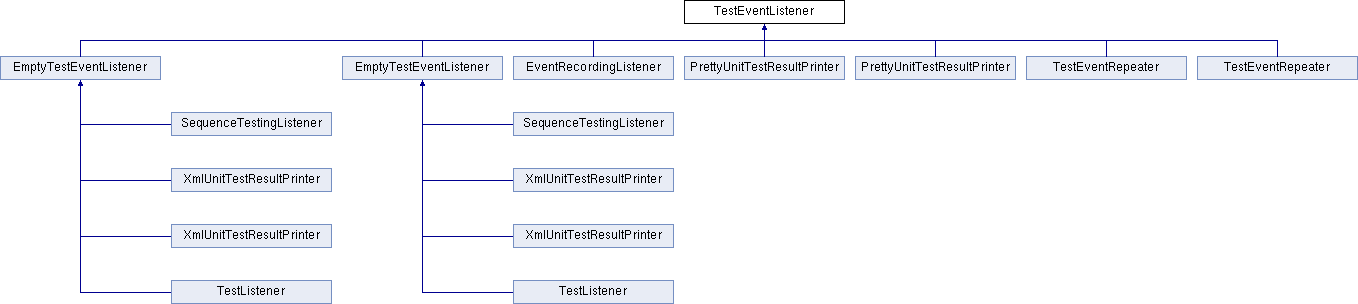 TestEventListener
EmptyTestEventListener
EmptyTestEventListener
EventRecordingListener
PrettyUnitTestResultPrinter
PrettyUnitTestResultPrinter
TestEventRepeater
TestEventRepeater
SequenceTestingListener
SequenceTestingListener
XmlUnitTestResultPrinter
XmlUnitTestResultPrinter
XmlUnitTestResultPrinter
XmlUnitTestResultPrinter
TestListener
TestListener